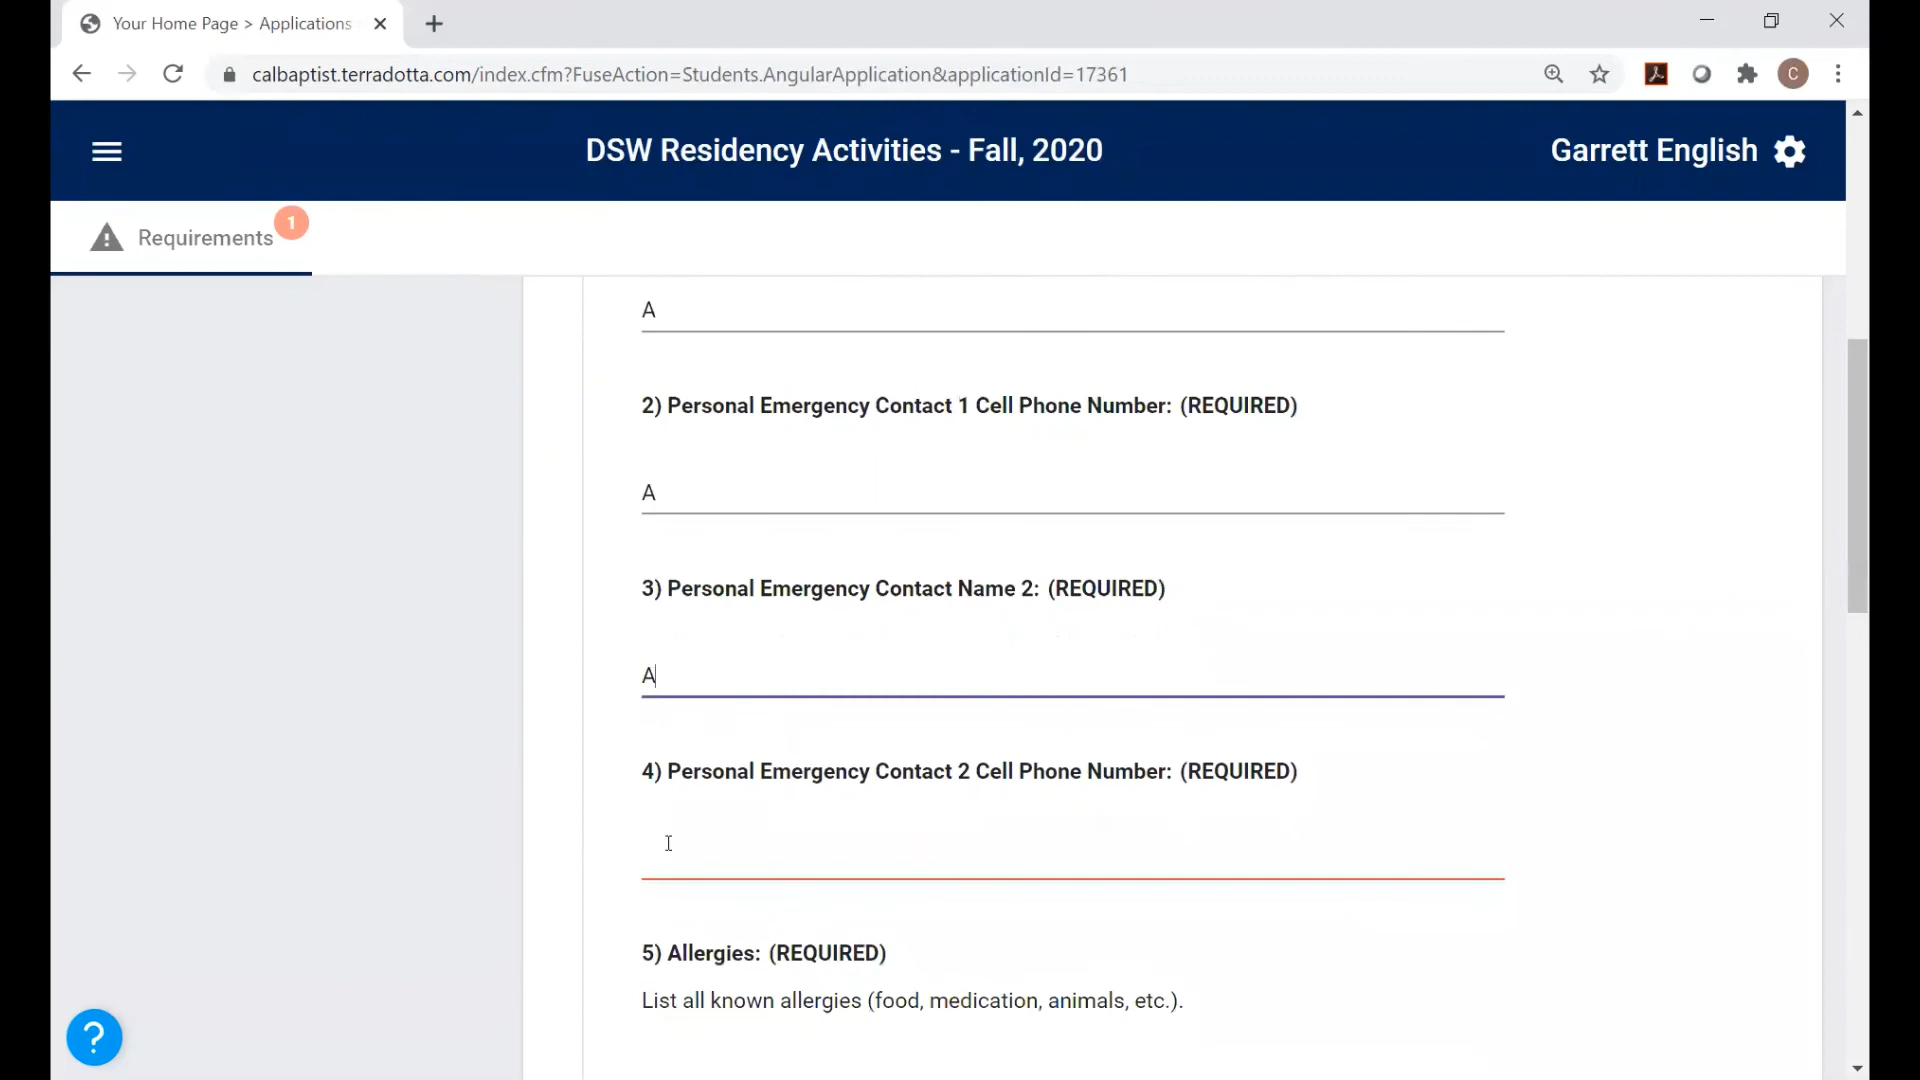 Your Home Page > Applications
calbaptist.terradotta.com/index.cfm?FuseAction=Students.AngularApplication&applicationId=17361
C
DSW Residency Activities - Fall, 2020
Garrett English
Requirements
1
A
2) Personal Emergency Contact 1 Cell Phone Number: (REQUIRED)
A
3) Personal Emergency Contact Name 2: (REQUIRED)
A
4) Personal Emergency Contact 2 Cell Phone Number: (REQUIRED)
5) Allergies: (REQUIRED)
List all known allergies (food, medication, animals, etc.).
?